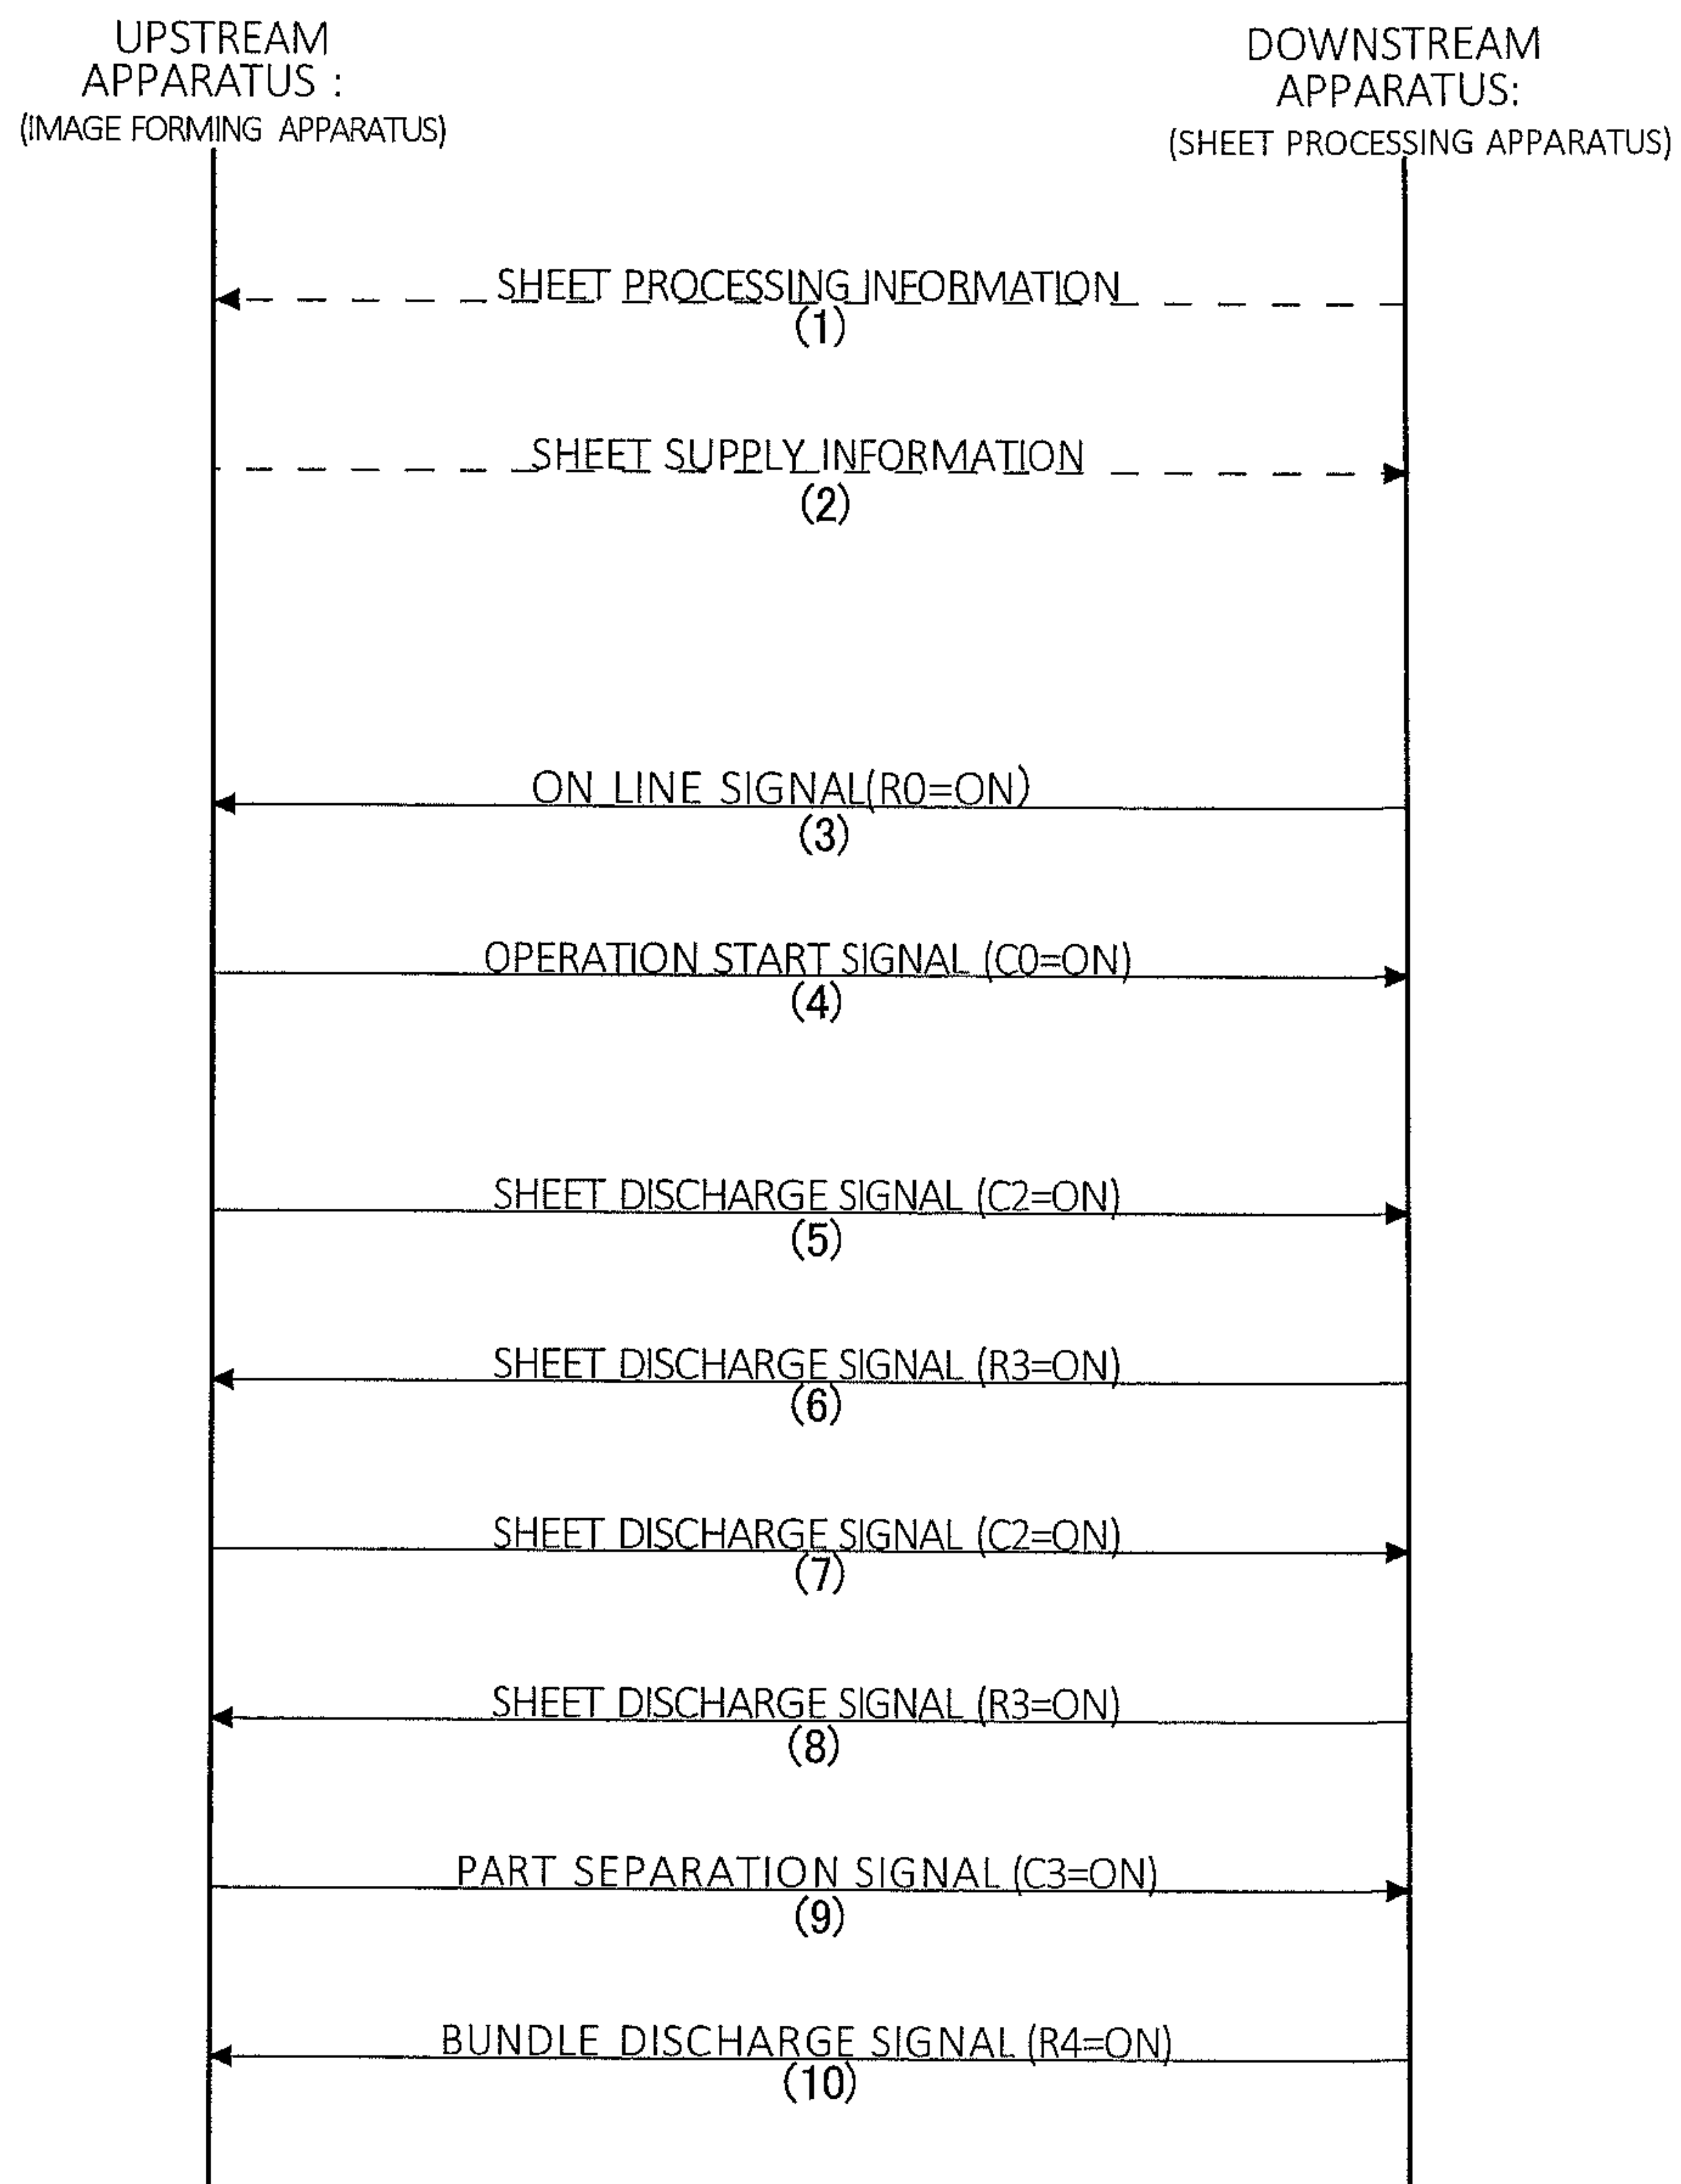 UPSTREAM
APPARATUS :
(IMAGE FORMING APPARATUS)
DOWNSTREAM
APPARATUS:
(SHEET PROCESSING APPARATUS)
SHEET PROCESSING INFORMATION
(1)
SHEET SUPPLY INFORMATION
(2)
ON LINE SIGNAL(R0=ON)
(3)
OPERATION START SIGNAL (C0=ON)
(4)
SHEET DISCHARGE SIGNAL (C2=ON)
(5)
SHEET DISCHARGE SIGNAL (R3=ON)
(6)
SHEET DISCHARGE SIGNAL (C2=ON)
(7)
SHEET DISCHARGE SIGNAL (R3=ON)
(8)
PART SEPARATION SIGNAL (C3=ON)
(9)
BUNDLE DISCHARGE SIGNAL (R4=ON)
(10)